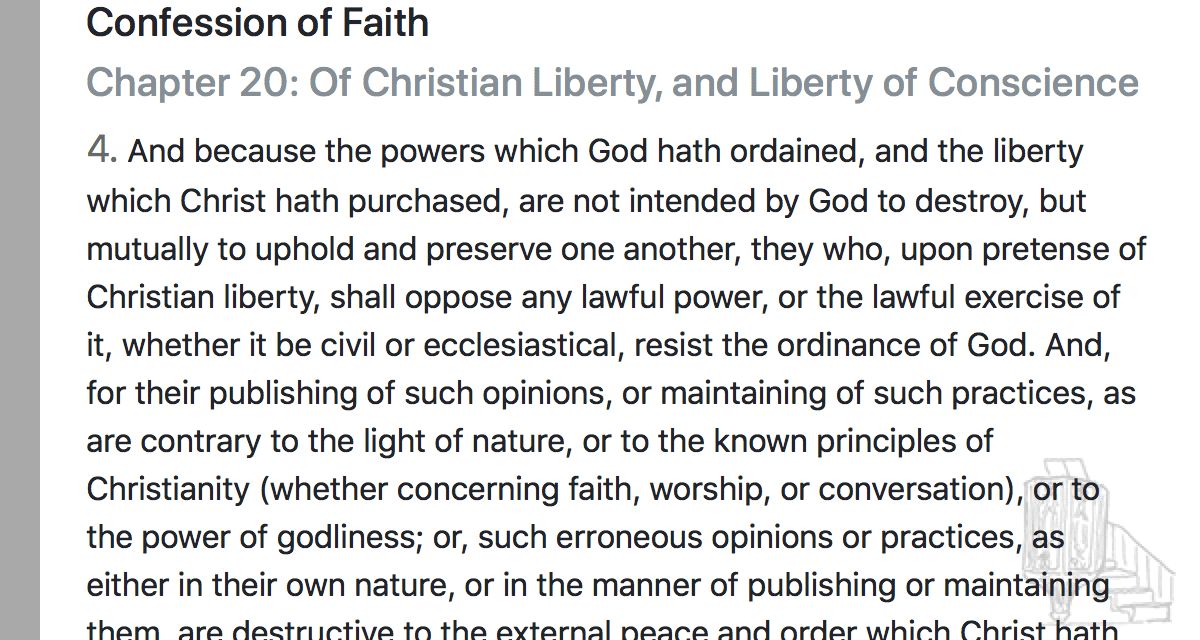 Confession of Faith
Chapter 20: Of Christian Liberty, and Liberty of Conscience
4. And because the powers which God hath ordained, and the liberty
which Christ hath purchased, are not intended by God to destroy, but
mutually to uphold and preserve one another, they who, upon pretense of
Christian liberty, shall oppose any lawful power, or the lawful exercise of
it, whether it be civil or ecclesiastical, resist the ordinance of God. And,
for their publishing of such opinions, or maintaining of such practices, as
are contrary to the light of nature, or to the known principles of
Christianity (whether concerning faith, worship, or conversation), or to
the power of godliness; or, such erroneous opinions or practices, as
either in their own nature, or in the manner of publishing or maintaining
them, are destructive to the external peace and order which Christ hath